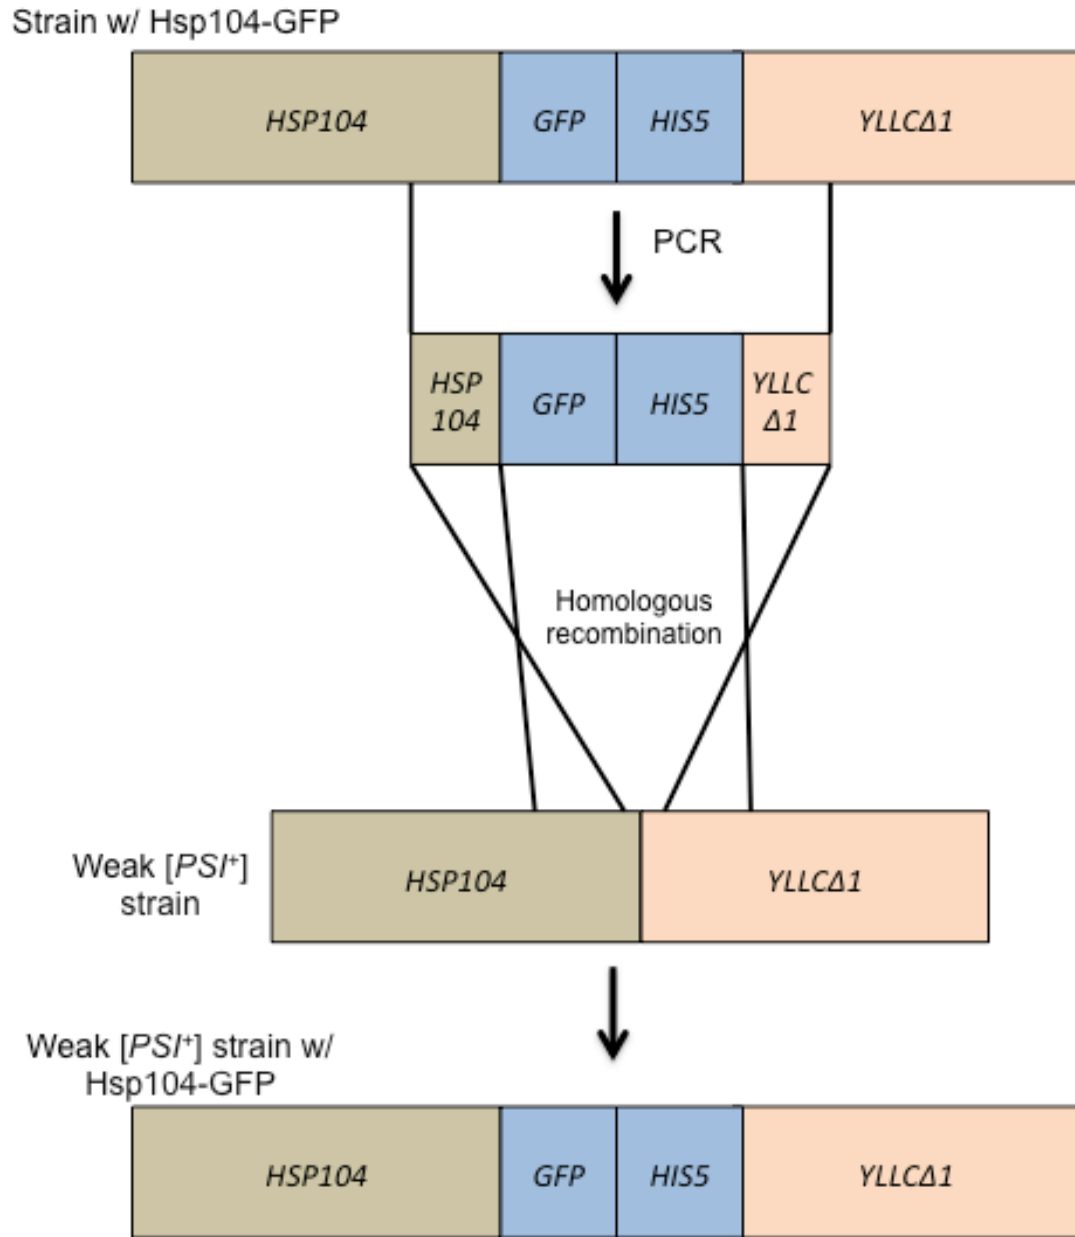 Strain w/ Hsp104-GFP
HSP104 GFP HIS5 YLLCΔ1
PCR
HSP
104
GFP HIS5
YLLC
Δ1
Homologous
recombination
Weak [PSI⁺]
strain
HSP104 YLLCΔ1
Weak [PSI⁺] strain w/
Hsp104-GFP
HSP104 GFP HIS5 YLLCΔ1